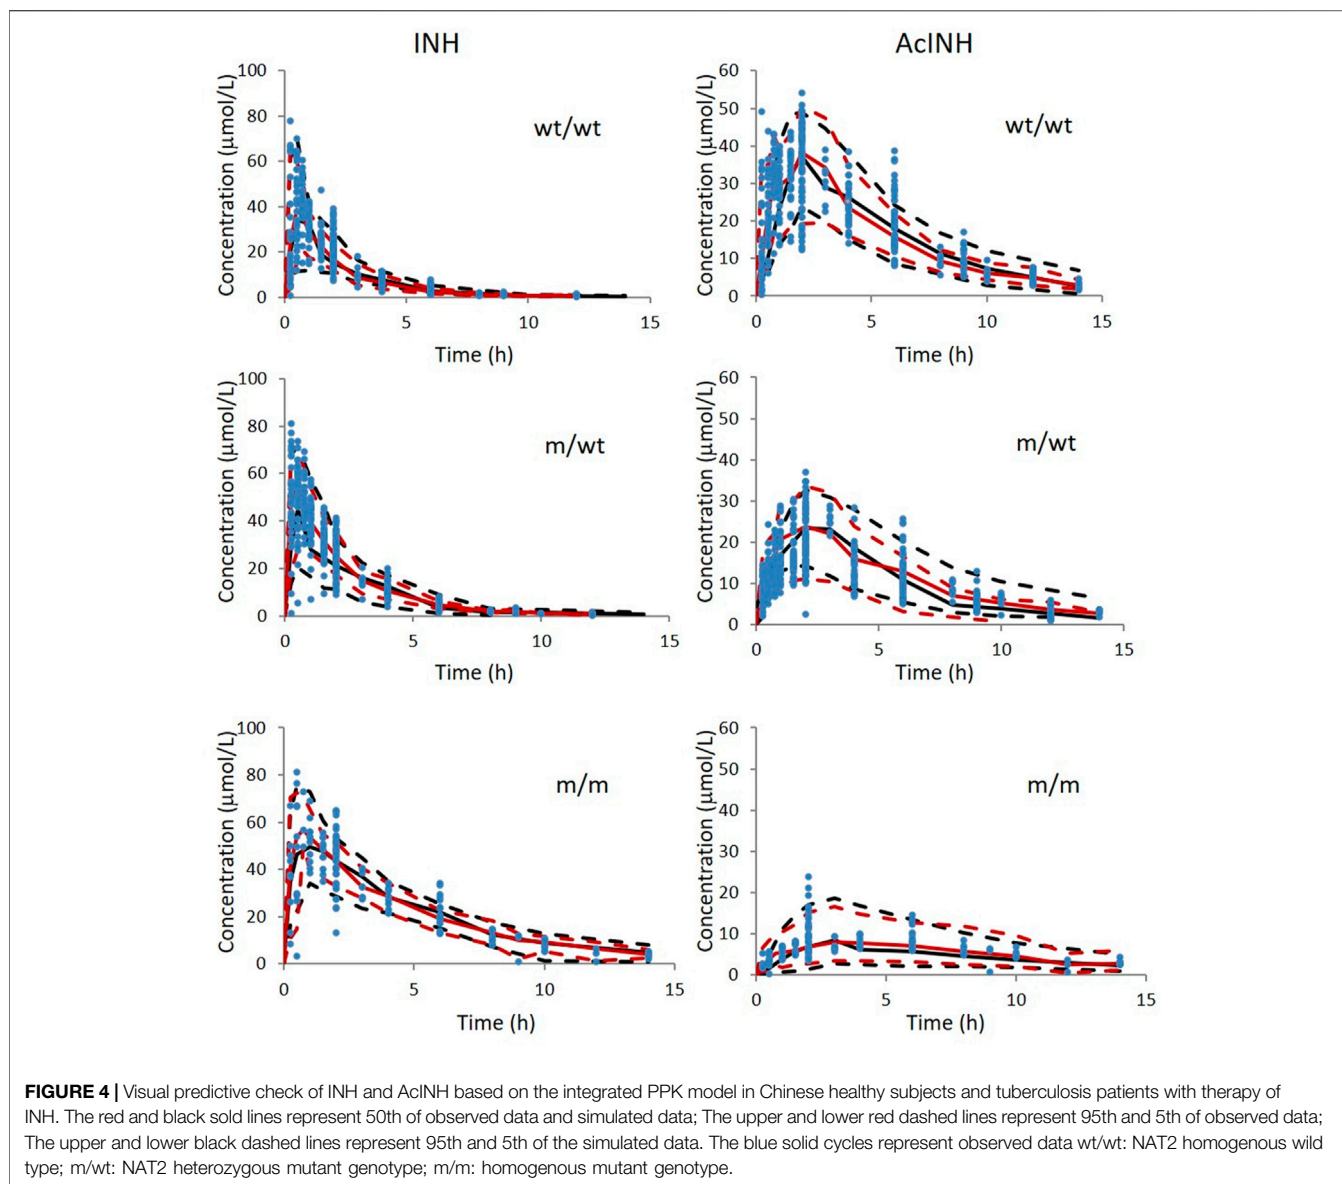 INH
AcINH
Concentration (μmol/L)
100
80
60
40
20
0
wt/wt
0
5
10
15
Time (h)
Concentration (μmol/L)
60
50
40
30
20
10
0
wt/wt
0
5
10
15
Time (h)
Concentration (μmol/L)
100
80
60
40
20
0
m/wt
0
5
10
15
Time (h)
Concentration (μmol/L)
60
50
40
30
20
10
0
m/wt
0
5
10
15
Time (h)
Concentration (μmol/L)
100
80
60
40
20
0
m/m
0
5
10
15
Time (h)
Concentration (μmol/L)
60
50
40
30
20
10
0
m/m
0
5
10
15
Time (h)
FIGURE 4 | Visual predictive check of INH and AcINH based on the integrated PPK model in Chinese healthy subjects and tuberculosis patients with therapy of
INH. The red and black sold lines represent 50th of observed data and simulated data; The upper and lower red dashed lines represent 95th and 5th of observed data;
The upper and lower black dashed lines represent 95th and 5th of the simulated data. The blue solid cycles represent observed data wt/wt: NAT2 homogenous wild
type; m/wt: NAT2 heterozygous mutant genotype; m/m: homogenous mutant genotype.